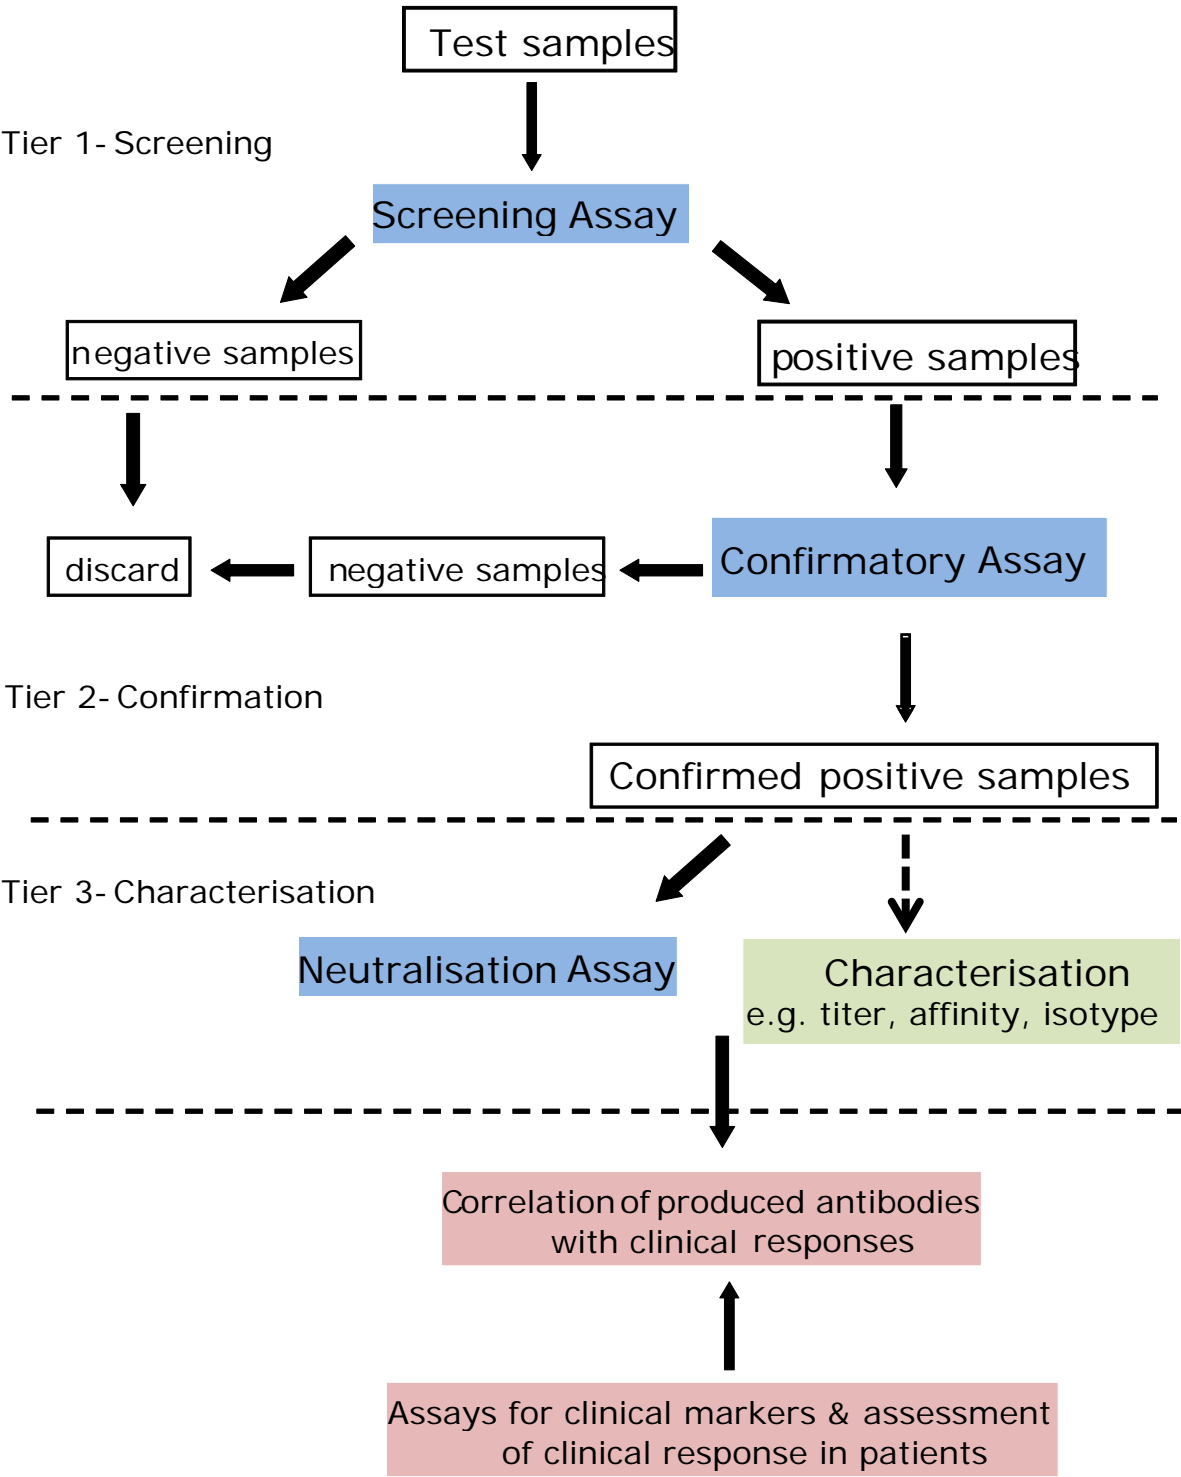 Test samples
Tier 1- Screening
Screening Assay
negative samples
positive samples
discard
negative samples
Confirmatory Assay
Tier 2- Confirmation
Confirmed positive samples
Tier 3- Characterisation
Neutralisation Assay
Characterisation
e.g. titer, affinity, isotype
Correlation of produced antibodies
with clinical responses
Assays for clinical markers & assessment
of clinical response in patients